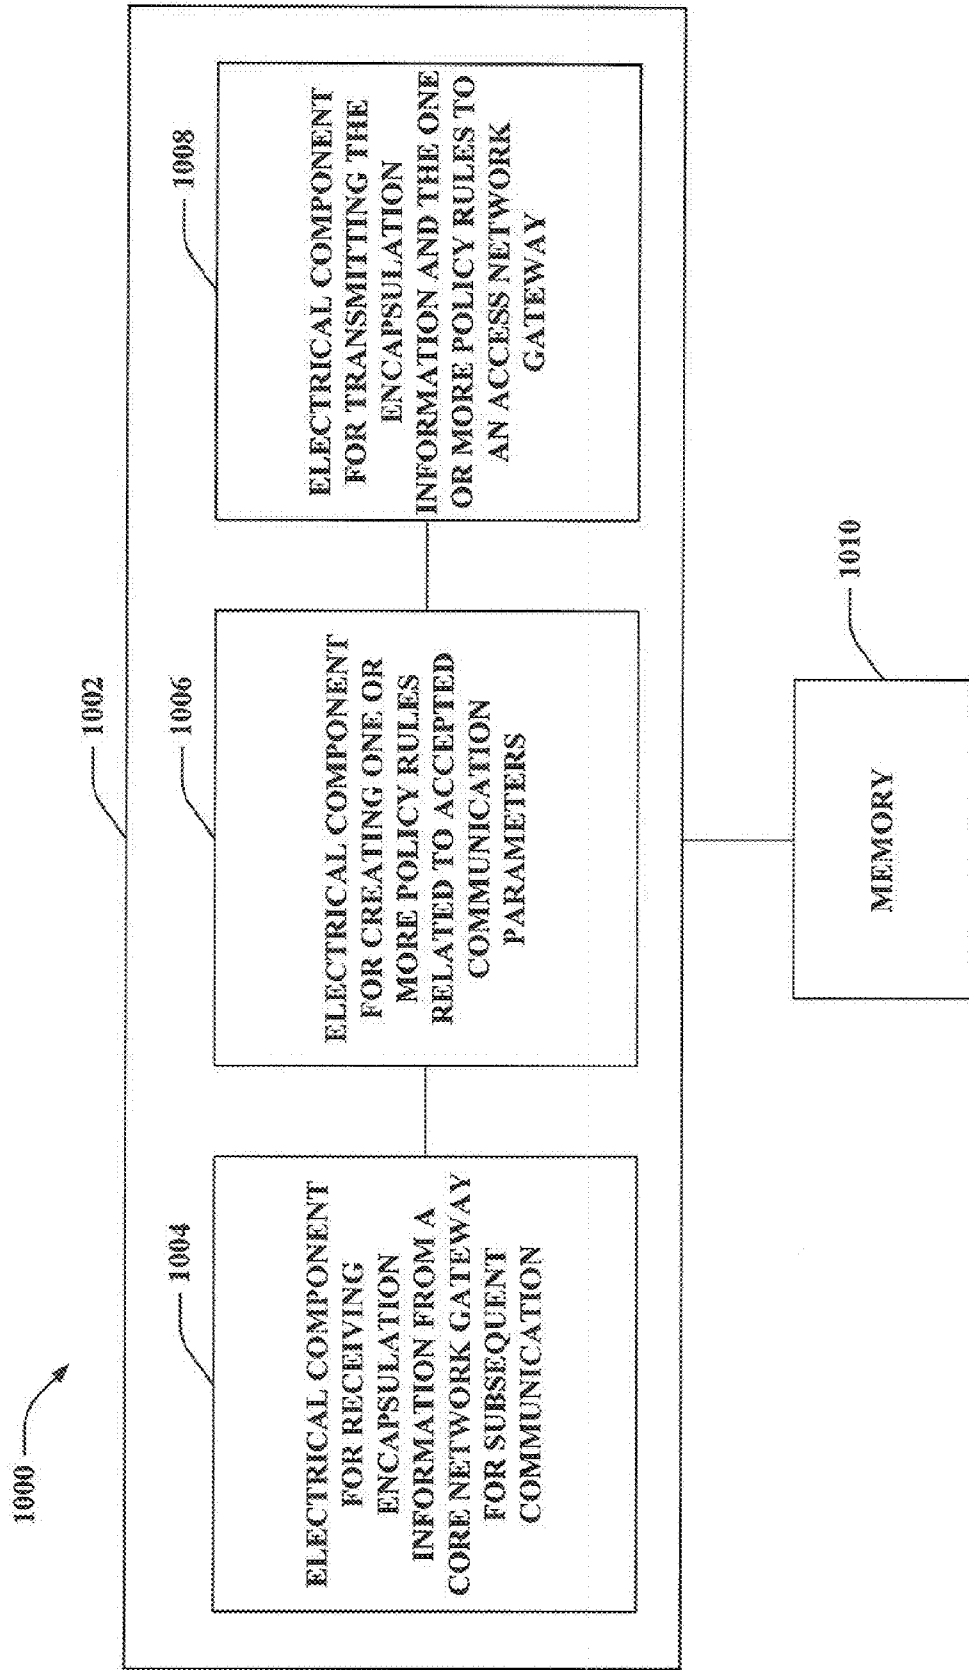 1000
1002
1004
ELECTRICAL COMPONENT
FOR RECEIVING
ENCAPSULATION
INFORMATION FROM A
CORE NETWORK GATEWAY
FOR SUBSEQUENT
COMMUNICATION
1006
ELECTRICAL COMPONENT
FOR CREATING ONE OR
MORE POLICY RULES
RELATED TO ACCEPTED
COMMUNICATION
PARAMETERS
1008
ELECTRICAL COMPONENT
FOR TRANSMITTING THE
ENCAPSULATION
INFORMATION AND THE ONE
OR MORE POLICY RULES TO
AN ACCESS NETWORK
GATEWAY
1010
MEMORY